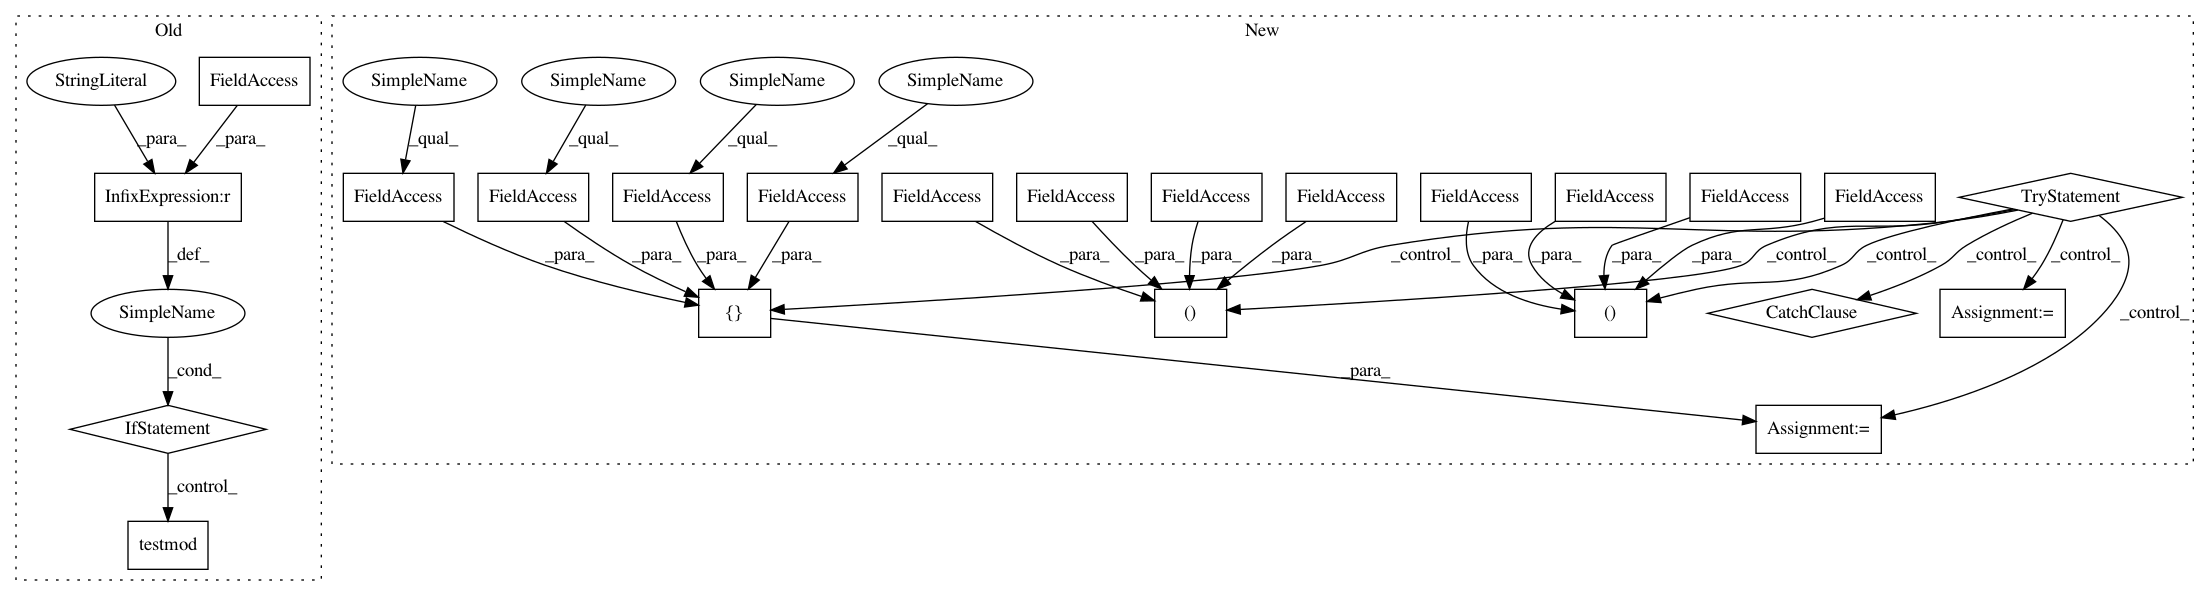 Old
New
StringLiteral
FieldAccess
SimpleName
SimpleName
SimpleName
SimpleName
_para_
_para_
_qual_
_qual_
_qual_
_qual_
InfixExpression:r
FieldAccess
FieldAccess
FieldAccess
FieldAccess
FieldAccess
FieldAccess
FieldAccess
FieldAccess
FieldAccess
FieldAccess
FieldAccess
FieldAccess
TryStatement
_def_
_para_
_para_
_para_
_para_
_para_
_para_
_para_
_para_
_control_
_para_
_para_
_para_
_para_
_control_
_control_
_control_
_control_
SimpleName
{}
()
()
CatchClause
Assignment:=
_control_
_cond_
_para_
IfStatement
Assignment:=
_control_
testmod